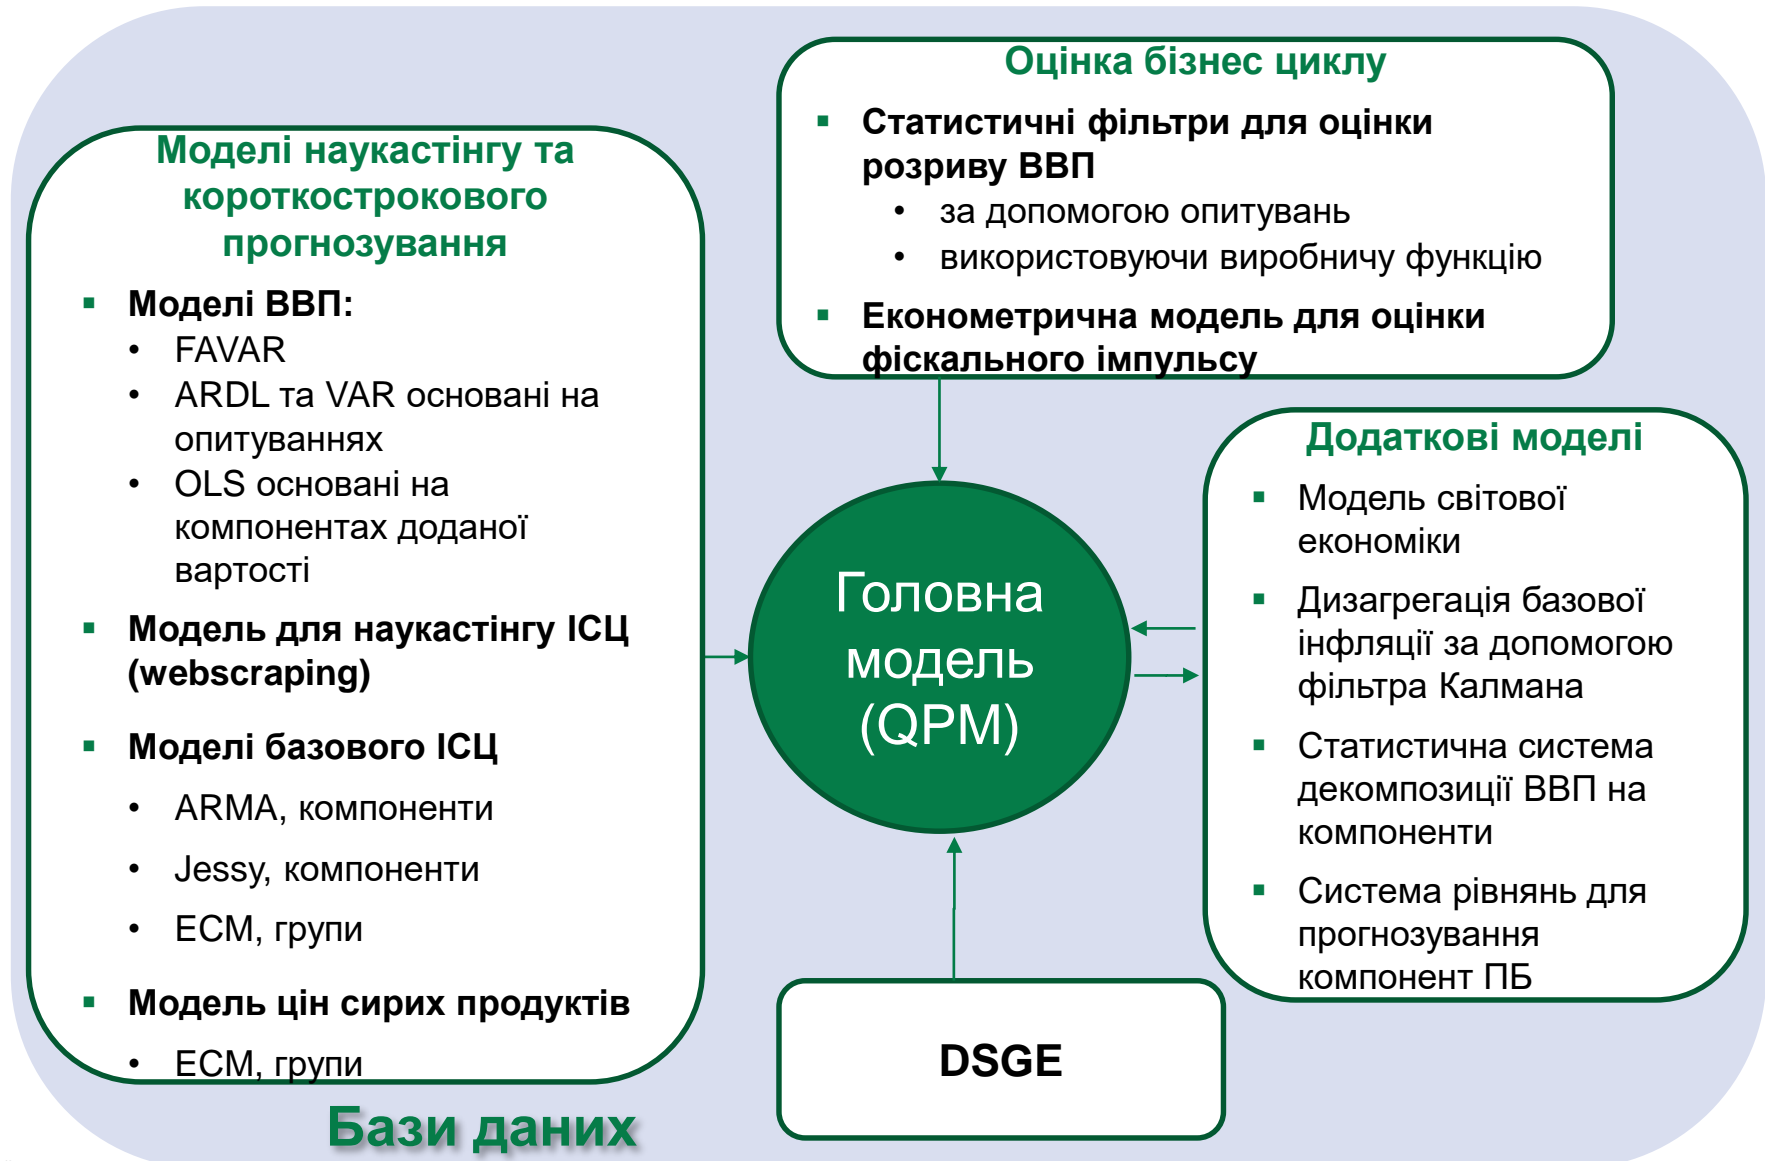 Оцінка бізнес циклу
▪ Статистичні фільтри для оцінки
розриву ВВП
• за допомогою опитувань
• використовуючи виробничу функцію
▪ Економетрична модель для оцінки
фіскального імпульсу
Моделі наукастінгу та
короткострокового
прогнозування
▪ Моделі ВВП:
• FAVAR
• ARDL та VAR основані на
опитуваннях
• OLS основані на
компонентах доданої
вартості
▪ Модель для наукастінгу ІСЦ
(webscraping)
▪ Моделі базового ІСЦ
• ARMA, компоненти
• Jessy, компоненти
• ECM, групи
▪ Модель цін сирих продуктів
• ECM, групи
Головна
модель
(QPM)
Додаткові моделі
▪ Модель світової
економіки
▪ Дизагрегація базової
інфляції за допомогою
фільтра Калмана
▪ Статистична система
декомпозиції ВВП на
компоненти
▪ Система рівнянь для
прогнозування
компонент ПБ
DSGE
Бази даних